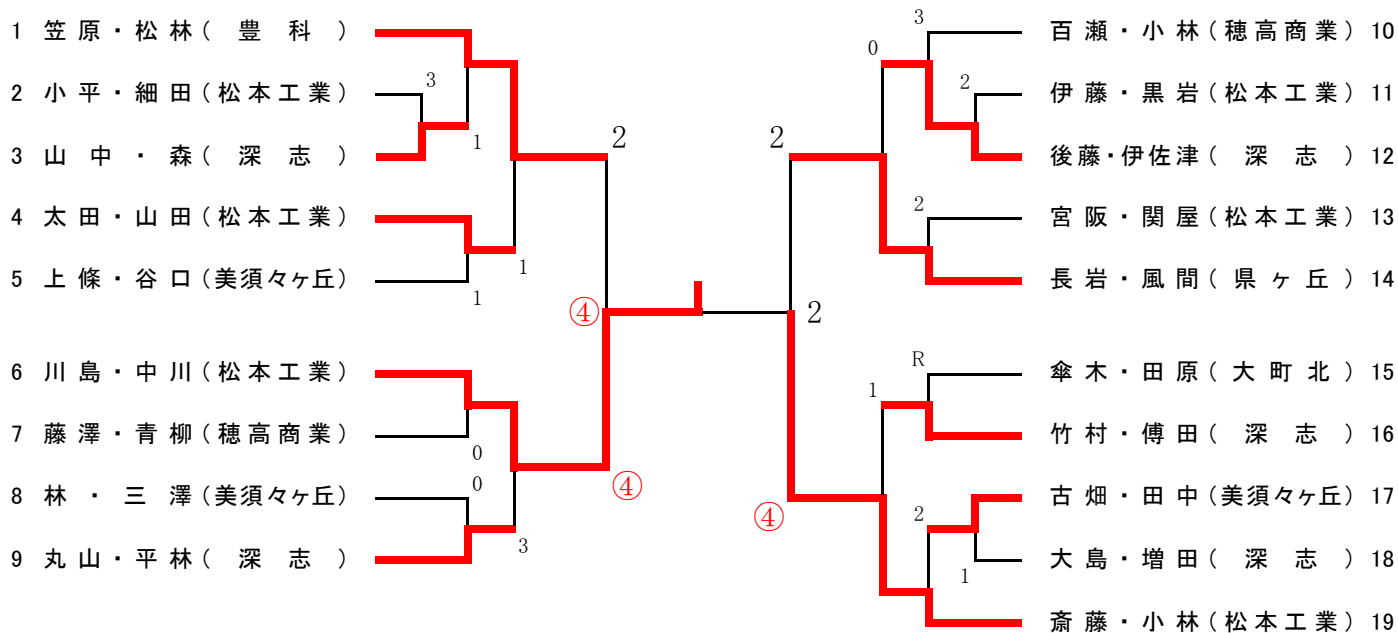 1 笠原・松林(豊科)
2 小平・細田(松本工業)
3 山中・森(深志)
4 太田・山田(松本工業)
5 上條・谷口(美須々ヶ丘)
6 川島・中川(松本工業)
7 藤澤・青柳(穂高商業)
8 林・三澤(美須々ヶ丘)
9 丸山・平林(深志)
3
1
1
1
2
0
0
3
④
④
2
2
④
3
0
2
2
R
1
2
1
百瀬・小林(穂高商業) 10
伊藤・黒岩(松本工業) 11
後藤・伊佐津(深志) 12
宮阪・関屋(松本工業) 13
長岩・風間(県ヶ丘) 14
傘木・田原(大町北) 15
竹村・傅田(深志) 16
古畑・田中(美須々ヶ丘) 17
大島・増田(深志) 18
斎藤・小林(松本工業) 19